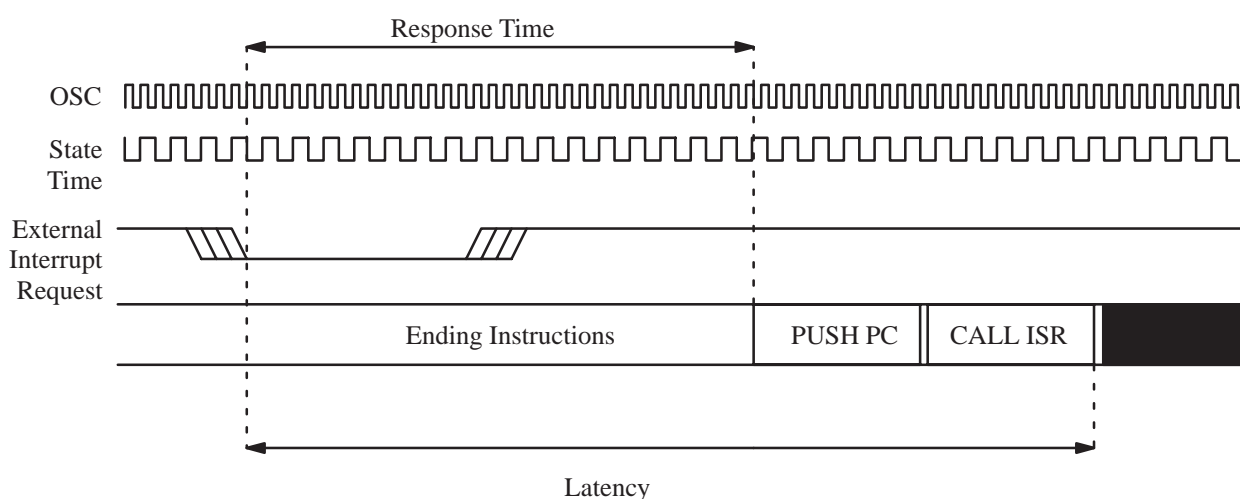 Response Time
OSC
State
Time
External
Interrupt
Request
Ending Instructions
PUSH PC
CALL ISR
Latency